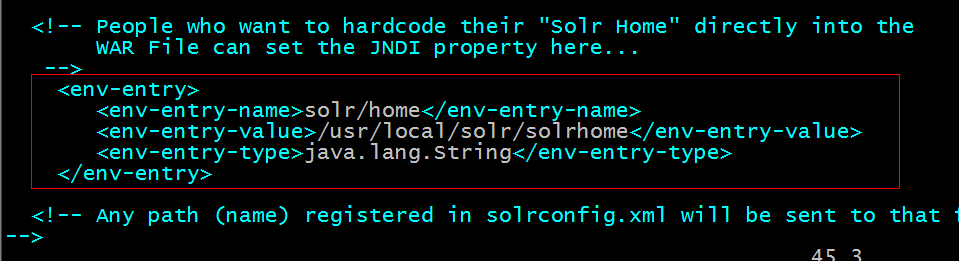 <!-- People who want to hardcode their "Solr Home" directly into the
WAR File can set the JNDI property here...
-->
<env-entry>
<env-entry-name>solr/home</env-entry-name>
<env-entry-value>/usr/local/solr/solrhome</env-entry-value>
<env-entry-type>java.lang.String</env-entry-type>
</env-entry>
<!-- Any path (name) registered in solrconfig.xml will be sent to that
-->
45,3